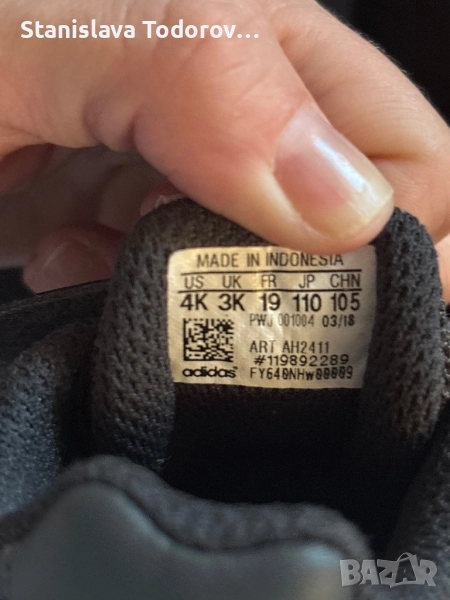 Stanislava Todorov...
MADE IN INDONESIA
US UK FR JP CHN
4K 3K 19 110 105
PWJ 001004 03/18
ART AH2411
#119892289
adidas FY640NHw00009
BAZAR